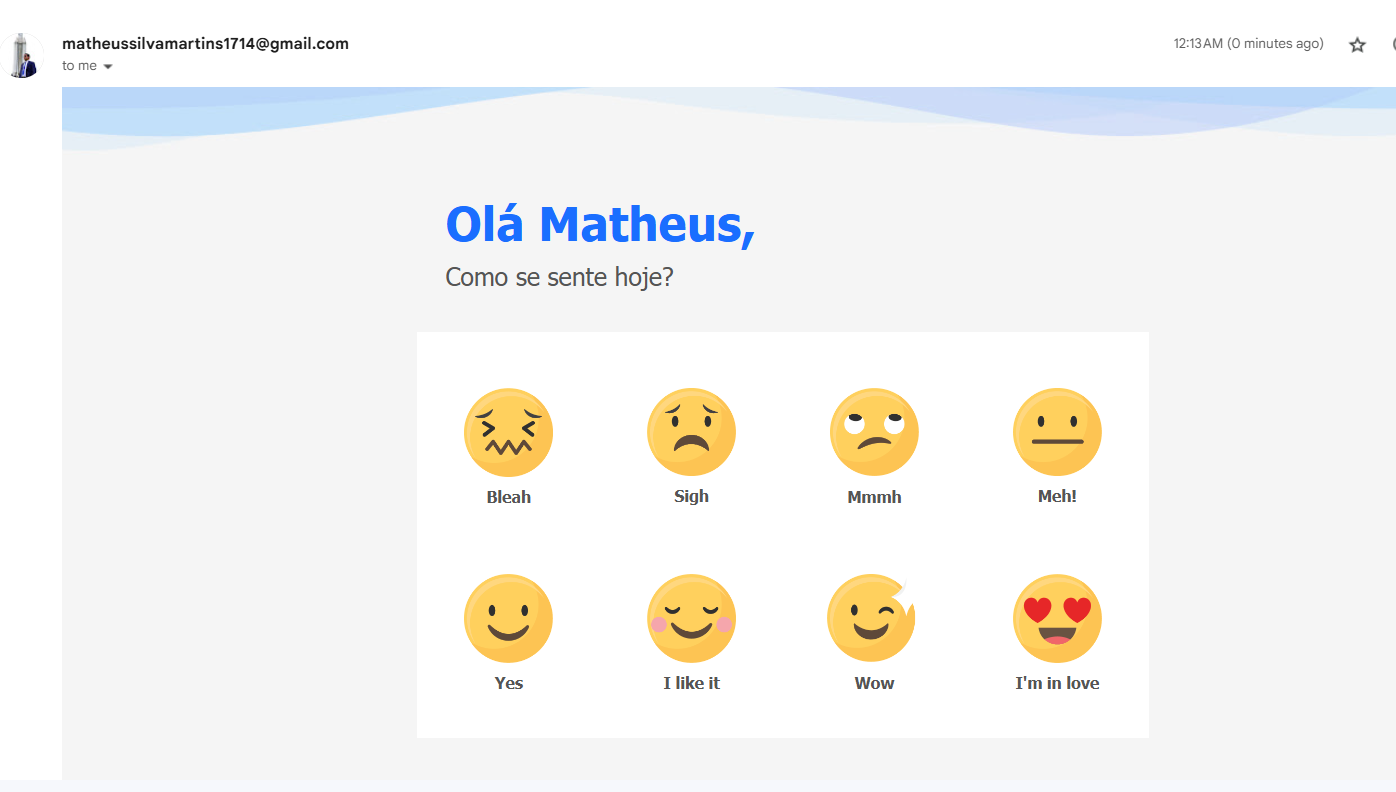 matheussilvamartins1714@gmail.com
12:13 AM (0 minutes ago)
to me
Olá Matheus,
Como se sente hoje?
Bleah
Sigh
Mmmh
Meh!
Yes
I like it
Wow
I'm in love